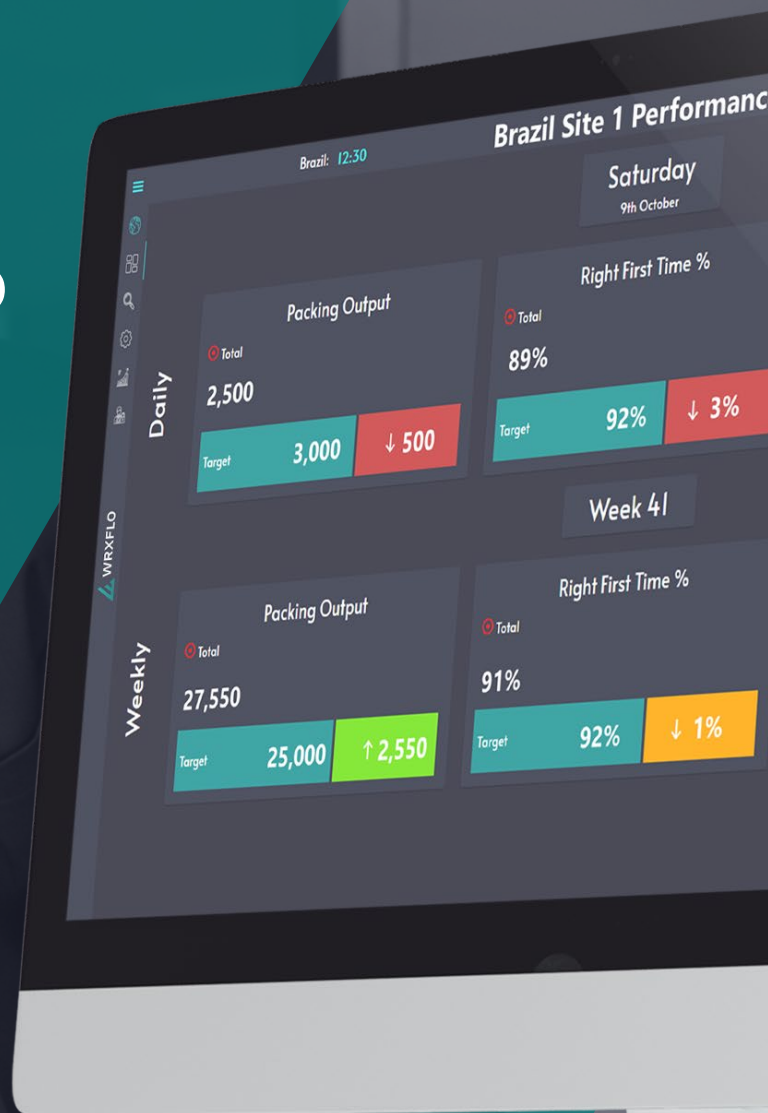 Brazil: 12:30
Brazil Site 1 Performanc
Saturday
9th October
Daily
Packing Output
Total
2,500
Target 3,000 ↓ 500
Right First Time %
Total
89%
Target 92% ↓ 3%
WRXFLO
Week 41
Weekly
Packing Output
Total
27,550
Target 25,000 ↑ 2,550
Right First Time %
Total
91%
Target 92% ↓ 1%